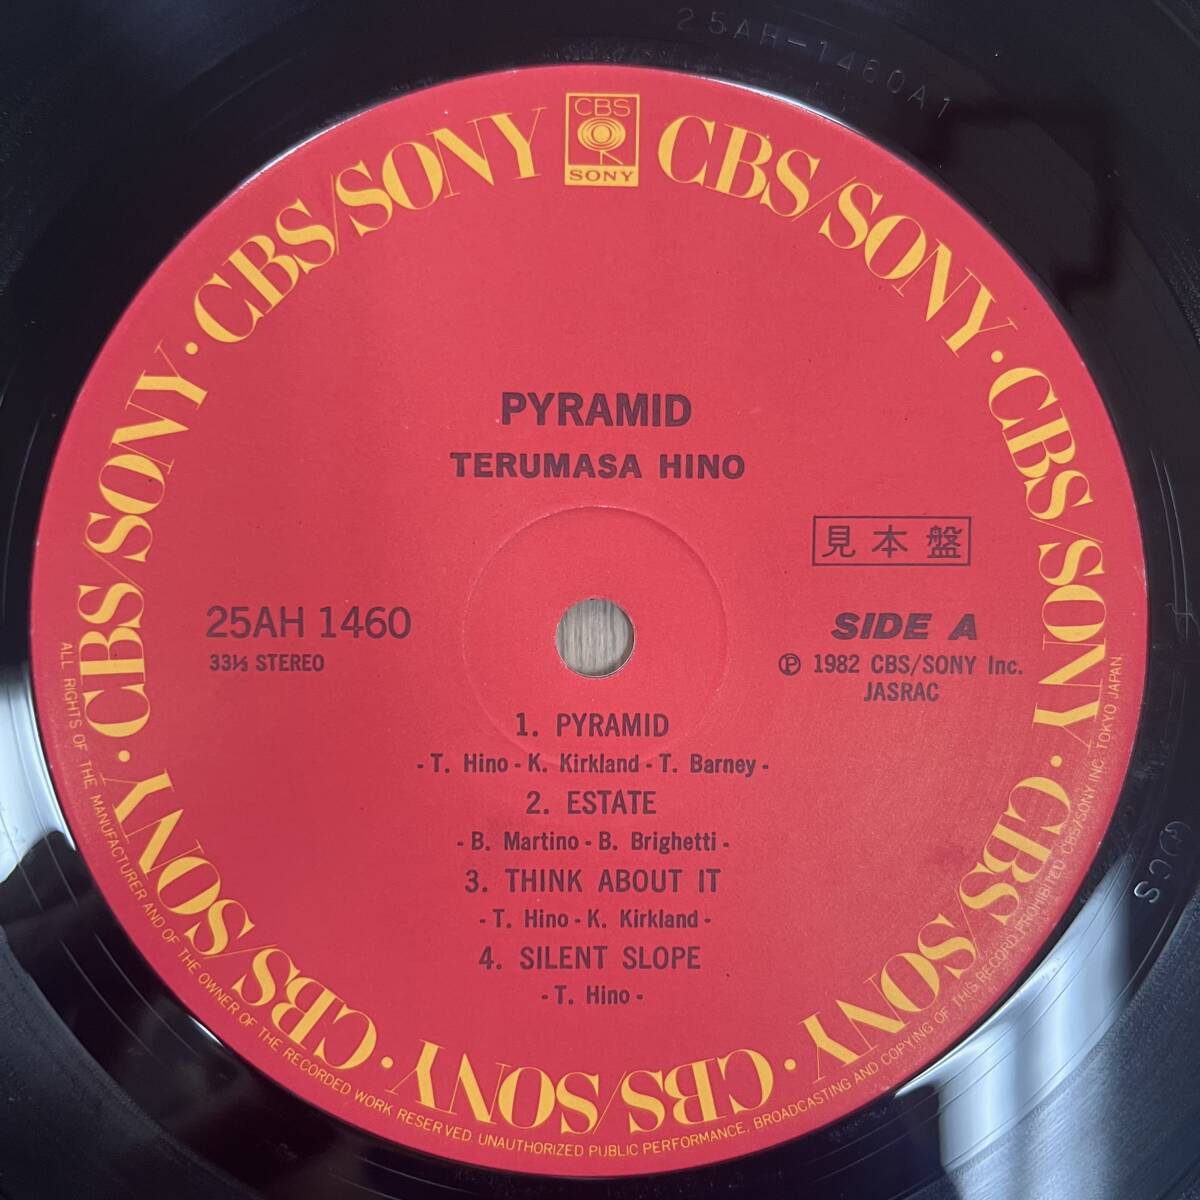 25AH-1460A1
CBS
SONY
CBS/SONY · CBS/SONY · CBS/SONY · CBS/SONY · CBS/SONY · CBS/SONY · CBS/SONY · CBS/SONY
PYRAMID
TERUMASA HINO
見本盤
25AH 1460
33⅓ STEREO
SIDE A
Ⓟ 1982 CBS/SONY Inc.
JASRAC
1. PYRAMID
- T. Hino - K. Kirkland - T. Barney -
2. ESTATE
- B. Martino - B. Brighetti -
3. THINK ABOUT IT
- T. Hino - K. Kirkland -
4. SILENT SLOPE
- T. Hino -
ALL RIGHTS OF THE MANUFACTURER AND OF THE OWNER OF THE RECORDED WORK RESERVED. UNAUTHORIZED PUBLIC PERFORMANCE, BROADCASTING AND COPYING OF THIS RECORD PROHIBITED. CBS/SONY INC. TOKYO JAPAN.